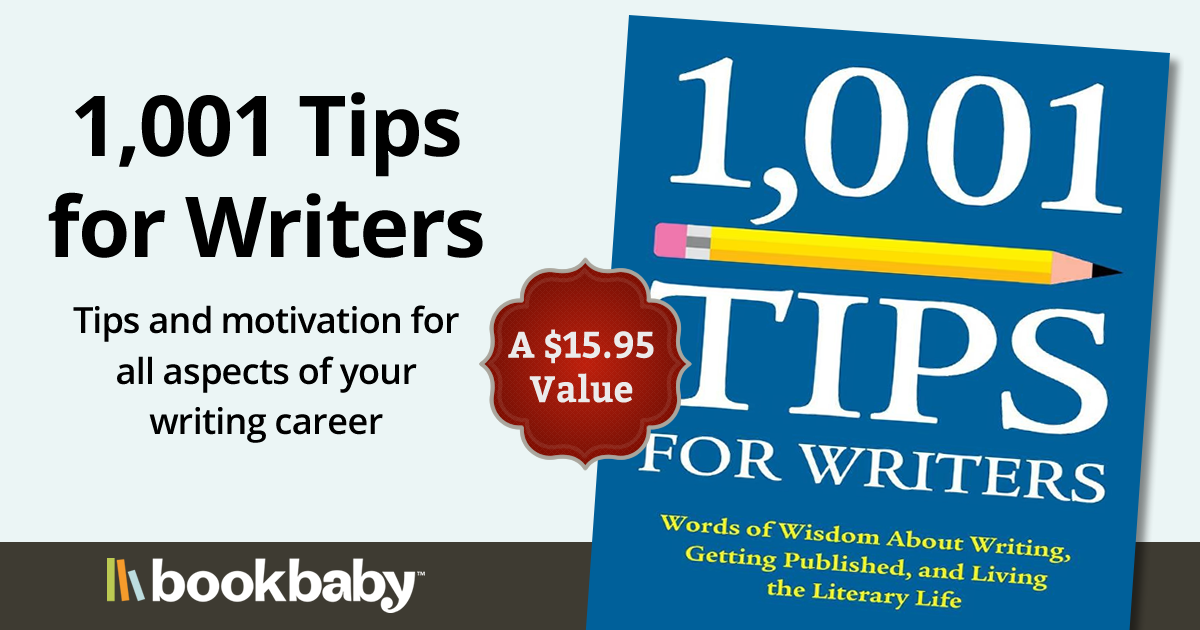 1,001 Tips
for Writers
Tips and motivation for
all aspects of your
writing career
A $15.95
Value
1,001
TIPS
FOR WRITERS
Words of Wisdom About Writing,
Getting Published, and Living
the Literary Life
bookbaby™